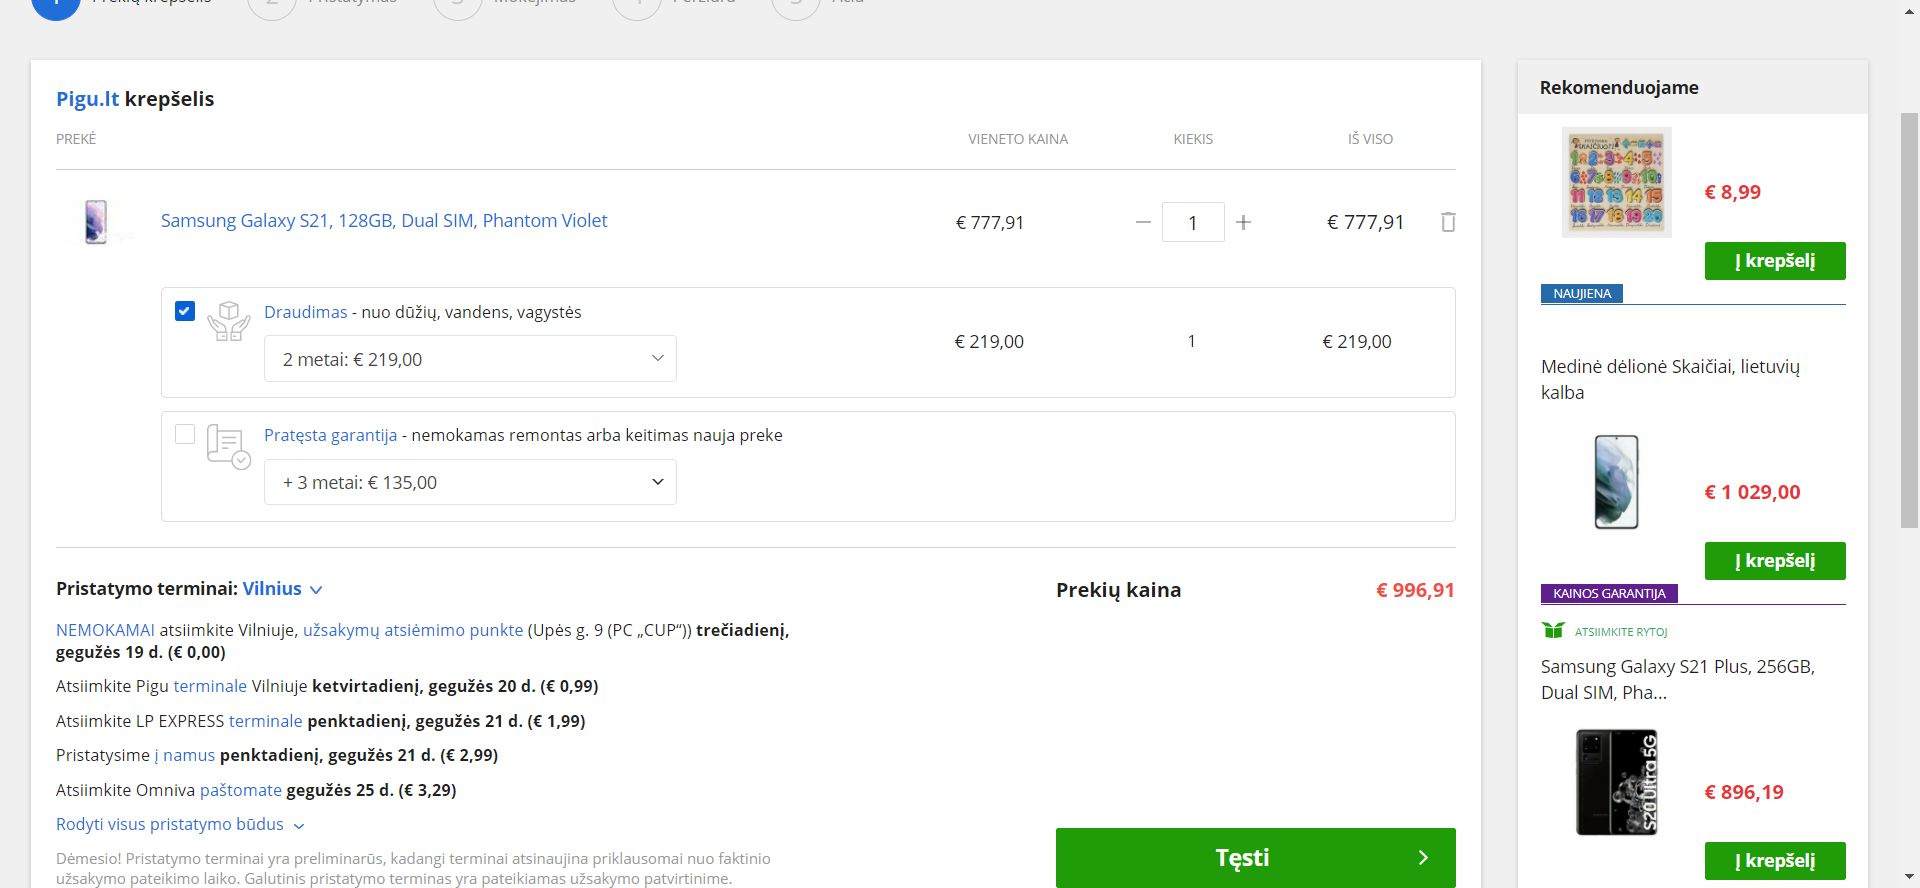 1 Prekių krepšelis 2 Pristatymas 3 Mokėjimas 4 Peržiūra 5 Ačiū
Pigu.lt krepšelis
PREKĖ VIENETO KAINA KIEKIS IŠ VISO
Samsung Galaxy S21, 128GB, Dual SIM, Phantom Violet € 777,91 — 1 + € 777,91
Draudimas - nuo dūžių, vandens, vagystės
2 metai: € 219,00
€ 219,00 1 € 219,00
Pratęsta garantija - nemokamas remontas arba keitimas nauja preke
+ 3 metai: € 135,00
Pristatymo terminai: Vilnius
NEMOKAMAI atsiimkite Vilniuje, užsakymų atsiėmimo punkte (Upės g. 9 (PC „CUP“)) trečiadienį,
gegužės 19 d. (€ 0,00)
Atsiimkite Pigu terminale Vilniuje ketvirtadienį, gegužės 20 d. (€ 0,99)
Atsiimkite LP EXPRESS terminale penktadienį, gegužės 21 d. (€ 1,99)
Pristatysime į namus penktadienį, gegužės 21 d. (€ 2,99)
Atsiimkite Omniva paštomate gegužės 25 d. (€ 3,29)
Rodyti visus pristatymo būdus
Dėmesio! Pristatymo terminai yra preliminarūs, kadangi terminai atsinaujina priklausomai nuo faktinio
užsakymo pateikimo laiko. Galutinis pristatymo terminas yra pateikiamas užsakymo patvirtinime.
Prekių kaina € 996,91
Tęsti
Rekomenduojame
€ 8,99
Į krepšelį
NAUJIENA
Medinė dėlionė Skaičiai, lietuvių
kalba
€ 1 029,00
Į krepšelį
KAINOS GARANTIJA
ATSIIMKITE RYTOJ
Samsung Galaxy S21 Plus, 256GB,
Dual SIM, Pha...
S20 Ultra 5G
€ 896,19
Į krepšelį